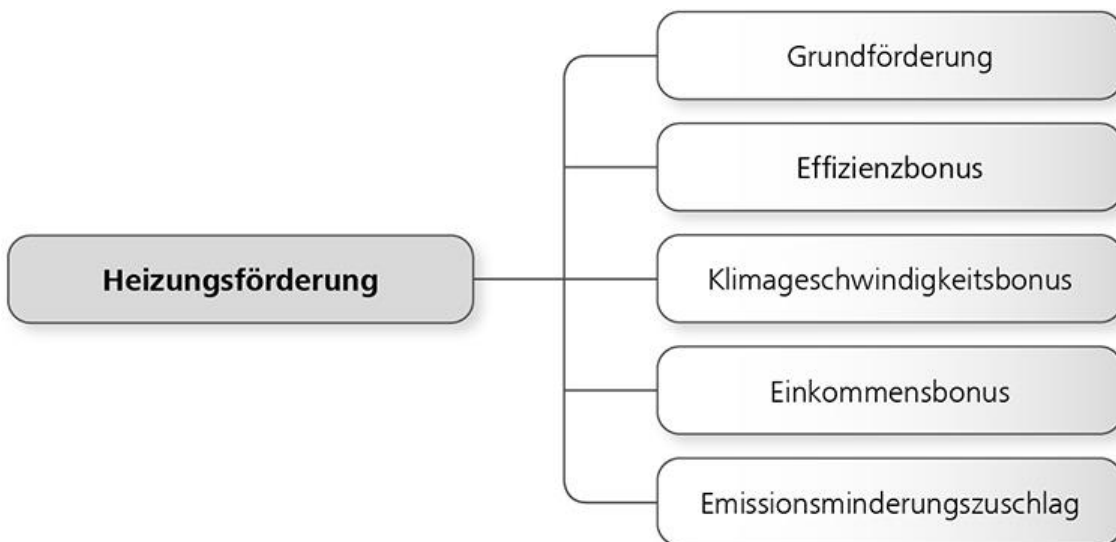 Heizungsförderung
Grundförderung
Effizienzbonus
Klimageschwindigkeitsbonus
Einkommensbonus
Emissionsminderungszuschlag